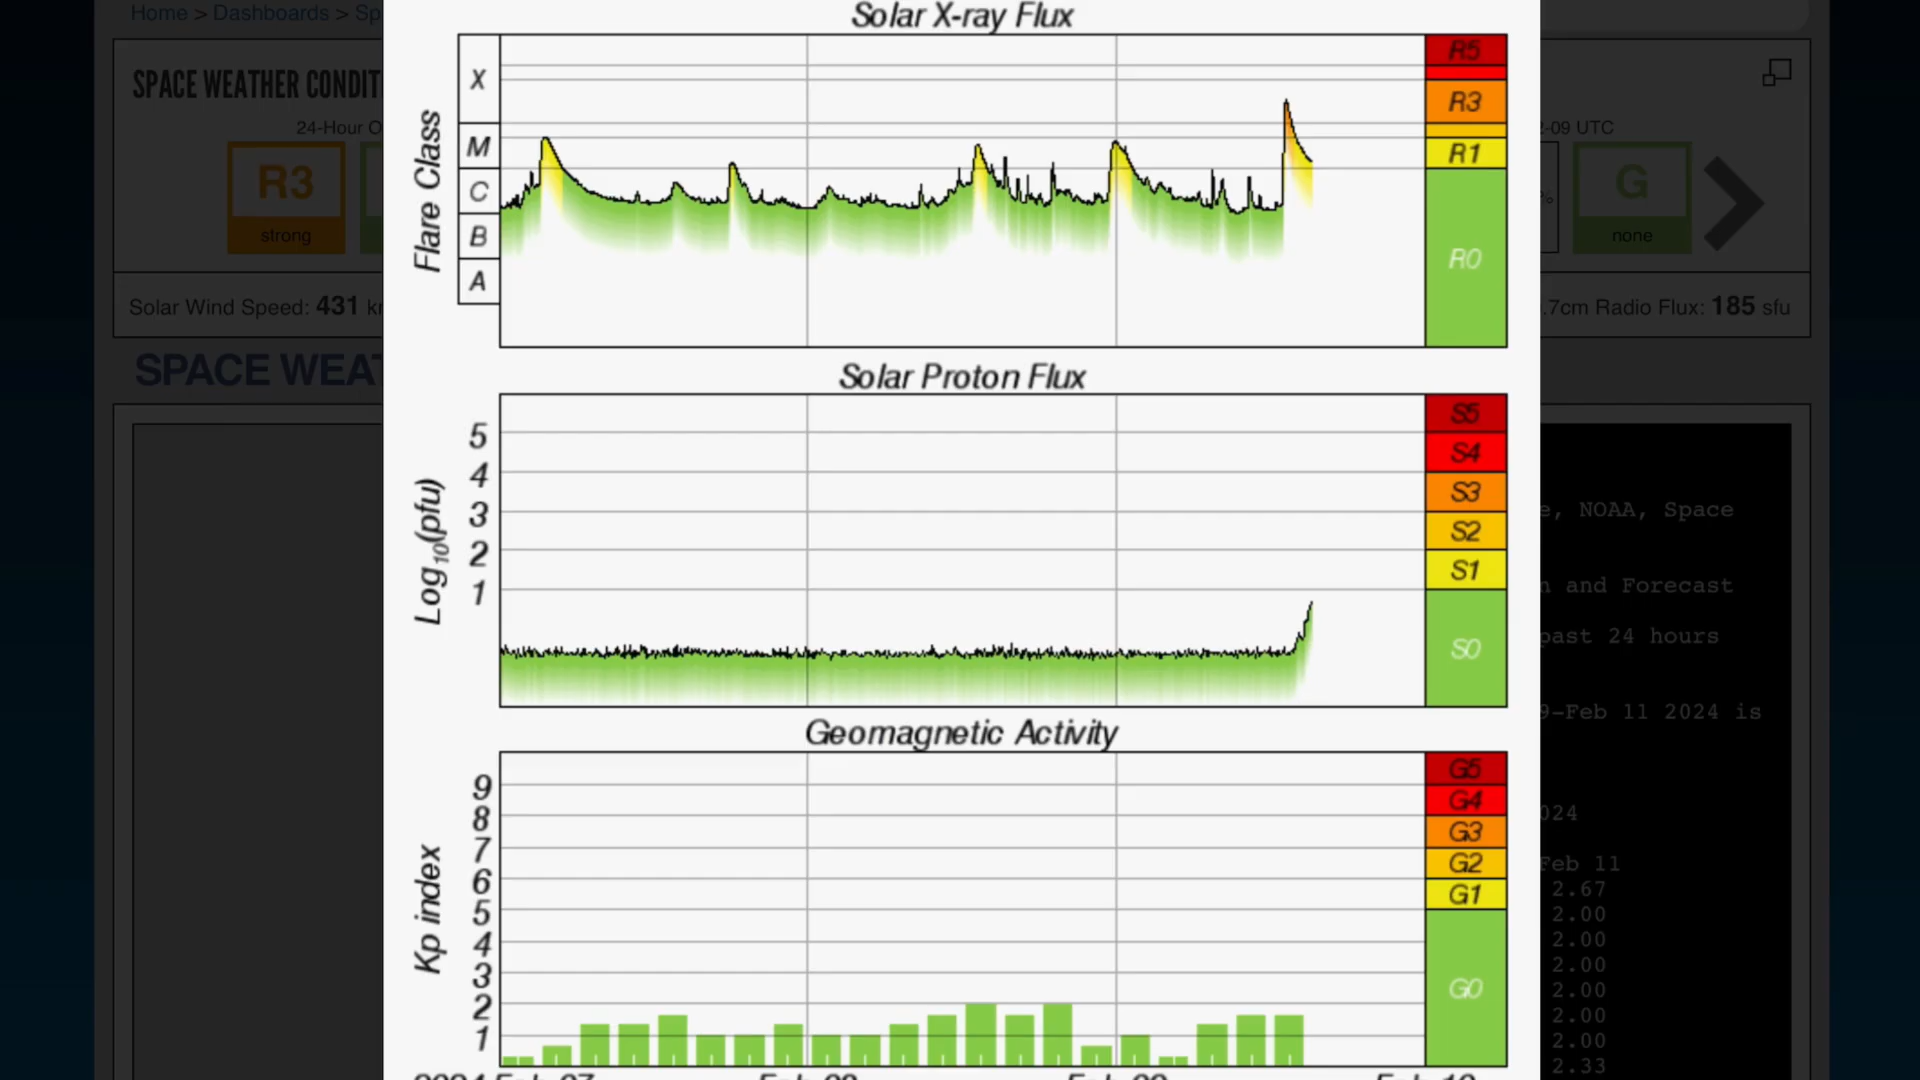 Home > Dashboards > Sp
Solar X-ray Flux
SPACE WEATHER CONDIT
24-Hour O
R3
strong
Solar Wind Speed: 431 k
SPACE WEAT
Flare Class
X
M
C
B
A
R5
R3
R1
R0
2-09 UTC
%
G
none
.7cm Radio Flux: 185 sfu
Solar Proton Flux
Log10(pfu)
5
4
3
2
1
S5
S4
S3
S2
S1
S0
e, NOAA, Space
n and Forecast
past 24 hours
9-Feb 11 2024 is
Geomagnetic Activity
Kp index
9
8
7
6
5
4
3
2
1
G5
G4
G3
G2
G1
G0
024
Feb 11
2.67
2.00
2.00
2.00
2.00
2.00
2.00
2.33